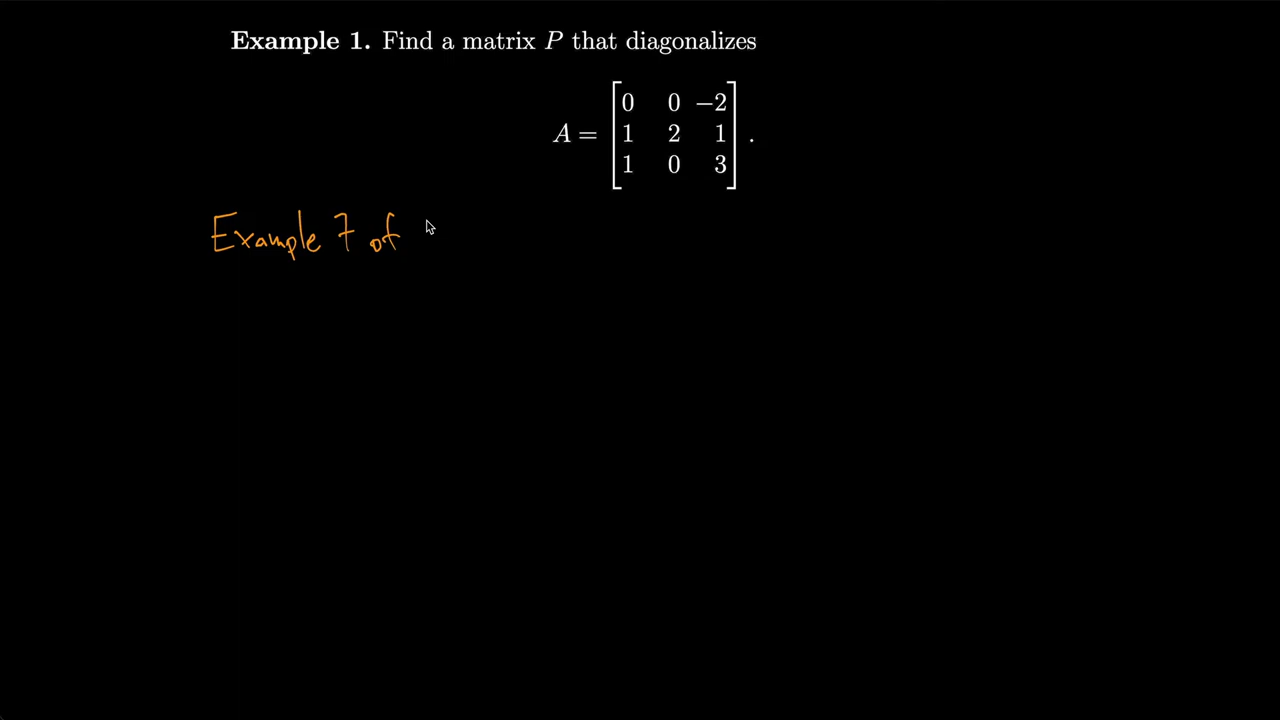 Example 1. Find a matrix P that diagonalizes
A = [0 0 −2
1 2 1
1 0 3].
Example 7 of